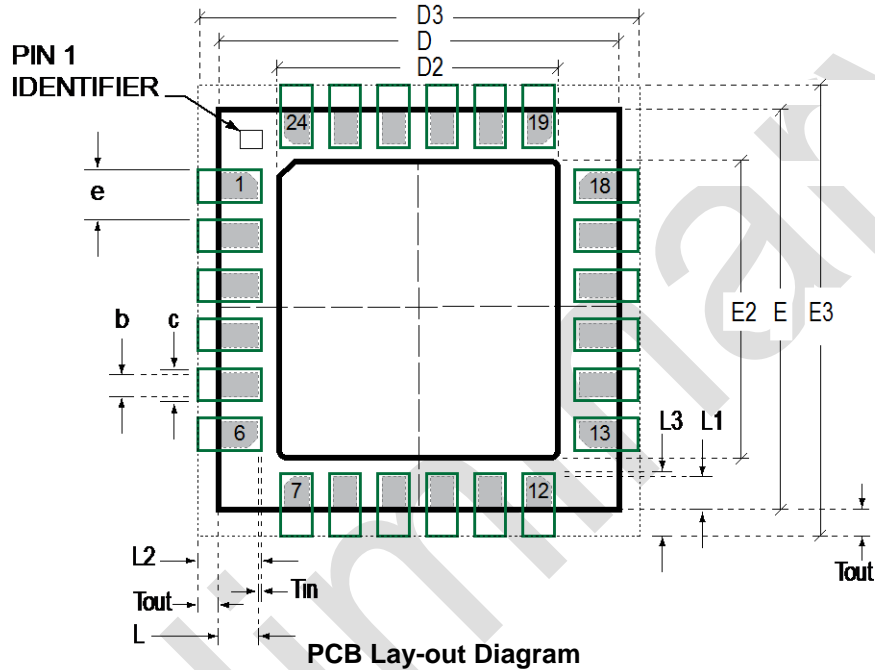 D3
D
D2
PIN 1
IDENTIFIER
24
19
1
18
e
b
c
E2
E
E3
6
13
L3
L1
7
12
L2
Tin
Tout
Tout
L
PCB Lay-out Diagram